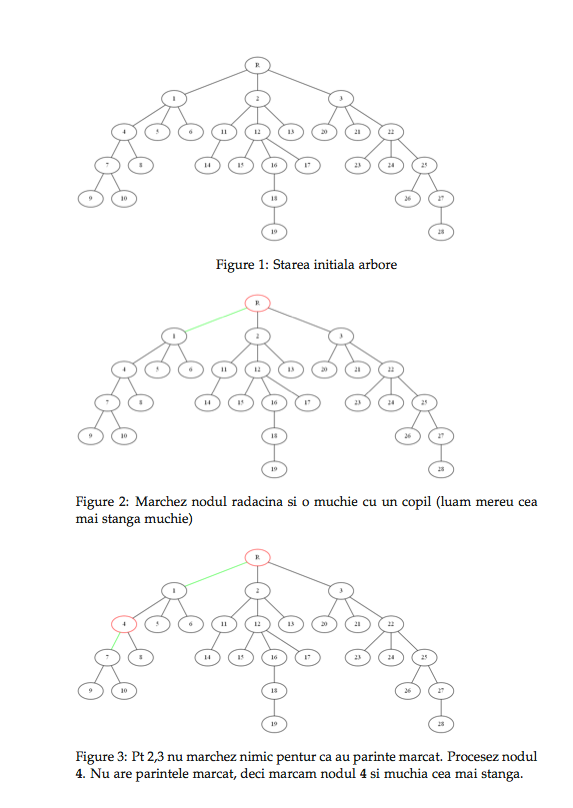 R
1 2 3
4 5 6 11 12 13 20 21 22
7 8 14 15 16 17 23 24 25
9 10 18 26 27
19 28
Figure 1: Starea initiala arbore
R
1 2 3
4 5 6 11 12 13 20 21 22
7 8 14 15 16 17 23 24 25
9 10 18 26 27
19 28
Figure 2: Marchez nodul radacina si o muchie cu un copil (luam mereu cea
mai stanga muchie)
R
1 2 3
4 5 6 11 12 13 20 21 22
7 8 14 15 16 17 23 24 25
9 10 18 26 27
19 28
Figure 3: Pt 2,3 nu marchez nimic pentur ca au parinte marcat. Procesez nodul
4. Nu are parintele marcat, deci marcam nodul 4 si muchia cea mai stanga.